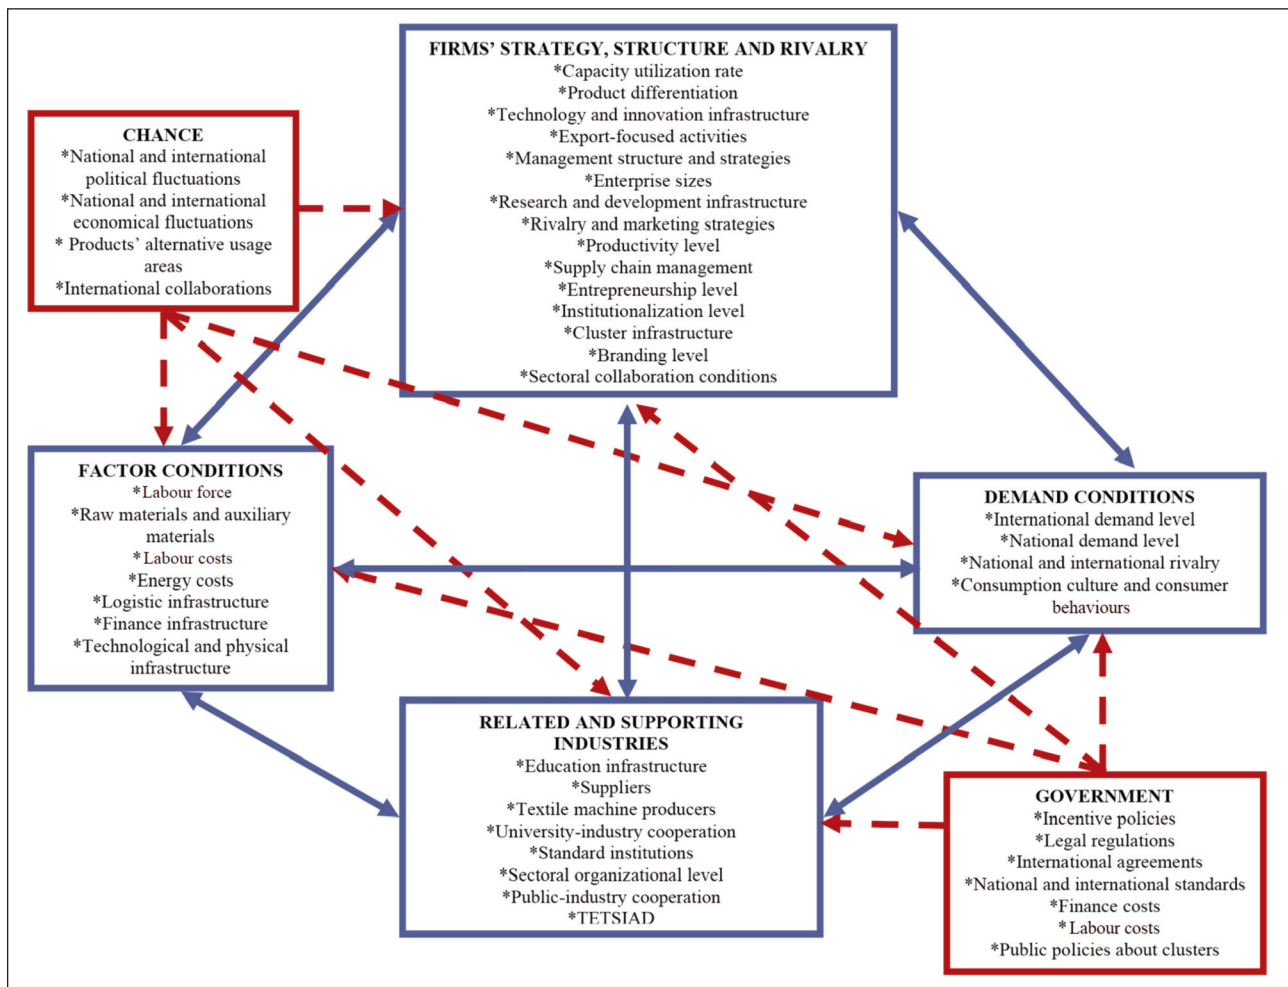 FIRMS' STRATEGY, STRUCTURE AND RIVALRY
*Capacity utilization rate
*Product differentiation
*Technology and innovation infrastructure
*Export-focused activities
*Management structure and strategies
*Enterprise sizes
*Research and development infrastructure
*Rivalry and marketing strategies
*Productivity level
*Supply chain management
*Entrepreneurship level
*Institutionalization level
*Cluster infrastructure
*Branding level
*Sectoral collaboration conditions
CHANCE
*National and international
political fluctuations
*National and international
economical fluctuations
* Products' alternative usage
areas
*International collaborations
FACTOR CONDITIONS
*Labour force
*Raw materials and auxiliary
materials
*Labour costs
*Energy costs
*Logistic infrastructure
*Finance infrastructure
*Technological and physical
infrastructure
DEMAND CONDITIONS
*International demand level
*National demand level
*National and international rivalry
*Consumption culture and consumer
behaviours
RELATED AND SUPPORTING
INDUSTRIES
*Education infrastructure
*Suppliers
*Textile machine producers
*University-industry cooperation
*Standard institutions
*Sectoral organizational level
*Public-industry cooperation
*TETSIAD
GOVERNMENT
*Incentive policies
*Legal regulations
*International agreements
*National and international standards
*Finance costs
*Labour costs
*Public policies about clusters